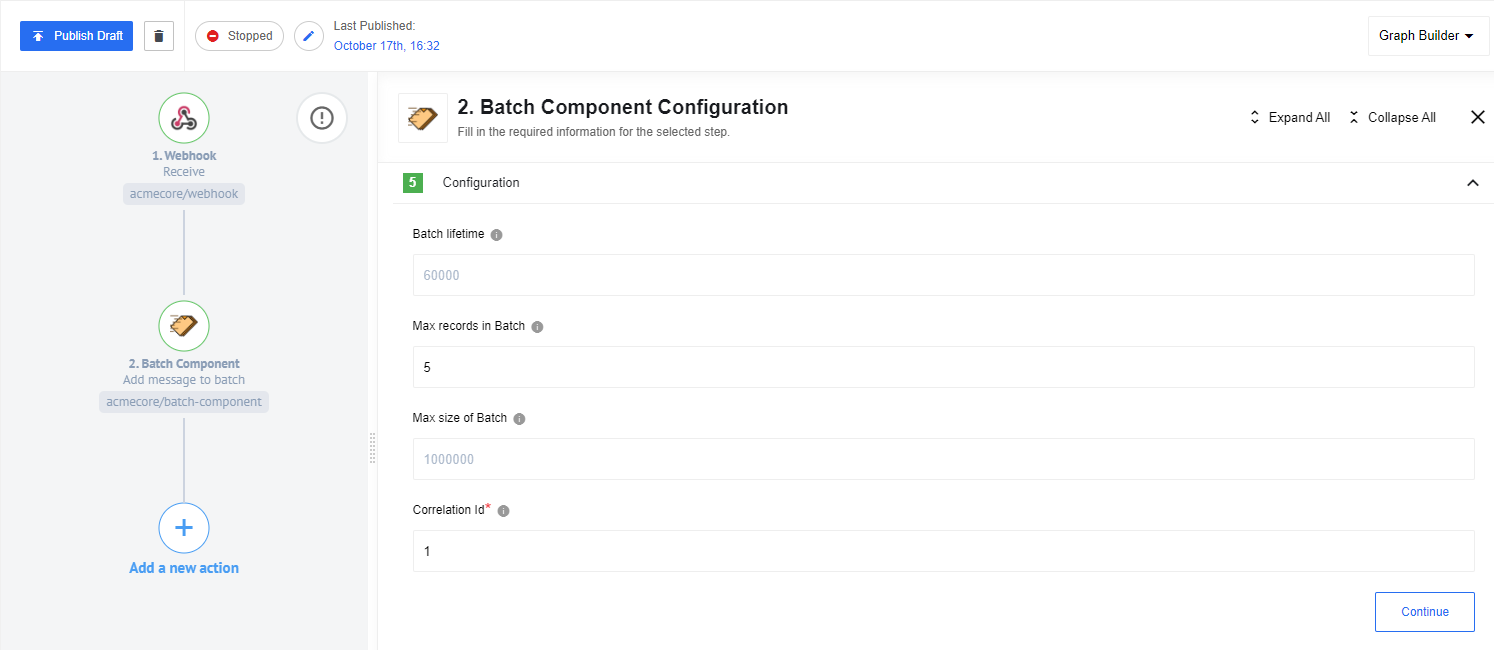 Publish Draft
Stopped
Last Published:
October 17th, 16:32
Graph Builder
1. Webhook
Receive
acmecore/webhook
2. Batch Component
Add message to batch
acmecore/batch-component
Add a new action
2. Batch Component Configuration
Fill in the required information for the selected step.
Expand All
Collapse All
5 Configuration
Batch lifetime
60000
Max records in Batch
5
Max size of Batch
1000000
Correlation Id*
1
Continue